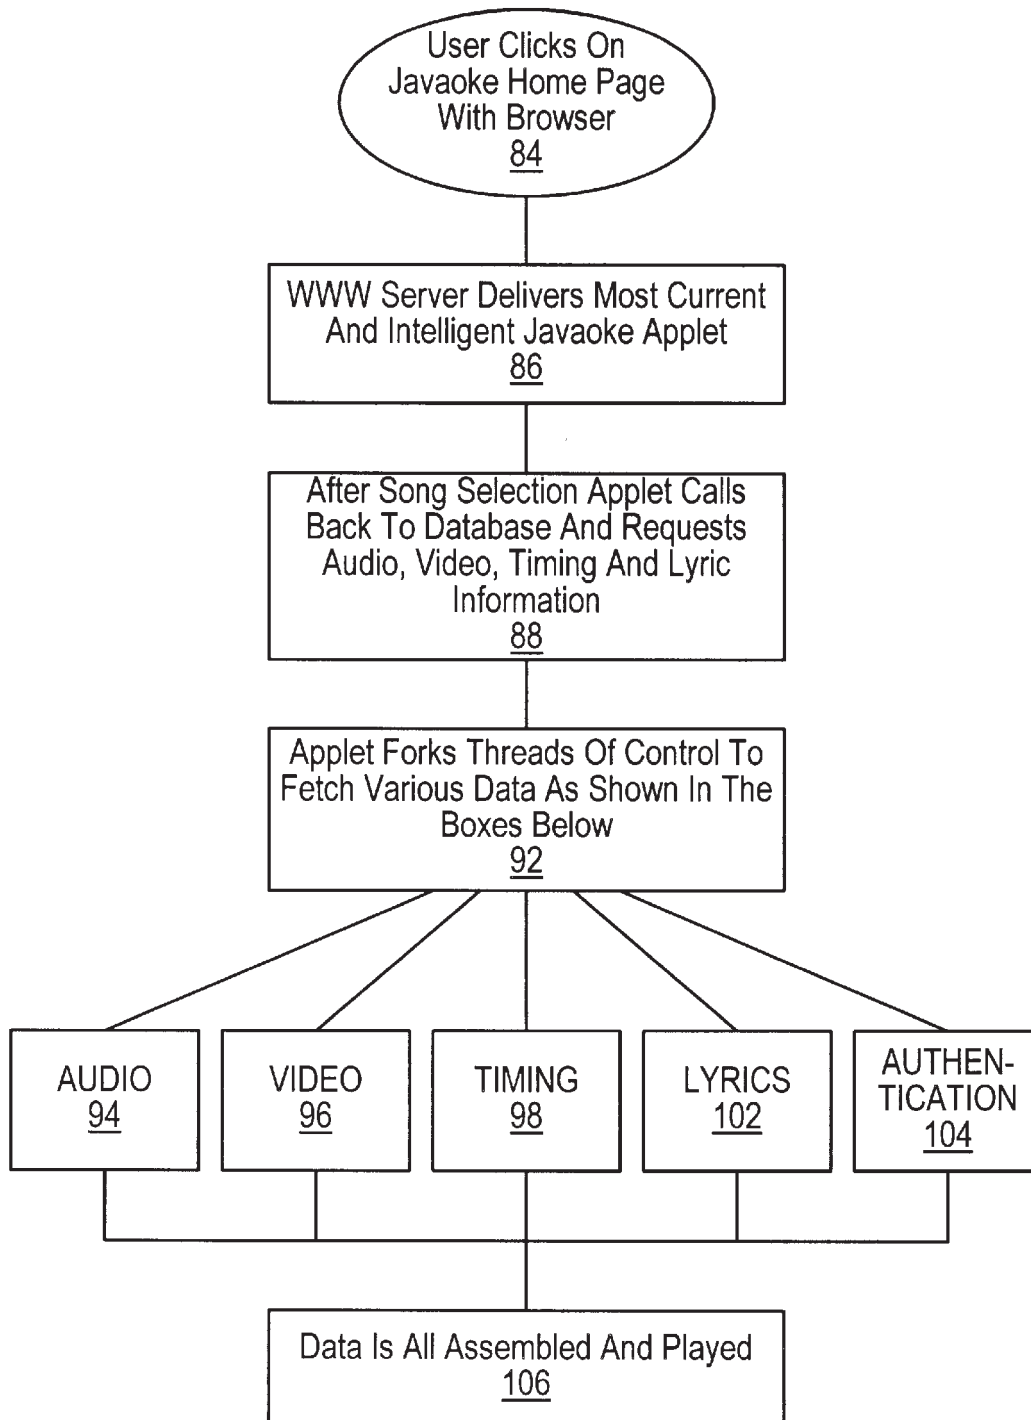 User Clicks On
Javaoke Home Page
With Browser
84
WWW Server Delivers Most Current
And Intelligent Javaoke Applet
86
After Song Selection Applet Calls
Back To Database And Requests
Audio, Video, Timing And Lyric
Information
88
Applet Forks Threads Of Control To
Fetch Various Data As Shown In The
Boxes Below
92
AUDIO
94
VIDEO
96
TIMING
98
LYRICS
102
AUTHEN-
TICATION
104
Data Is All Assembled And Played
106